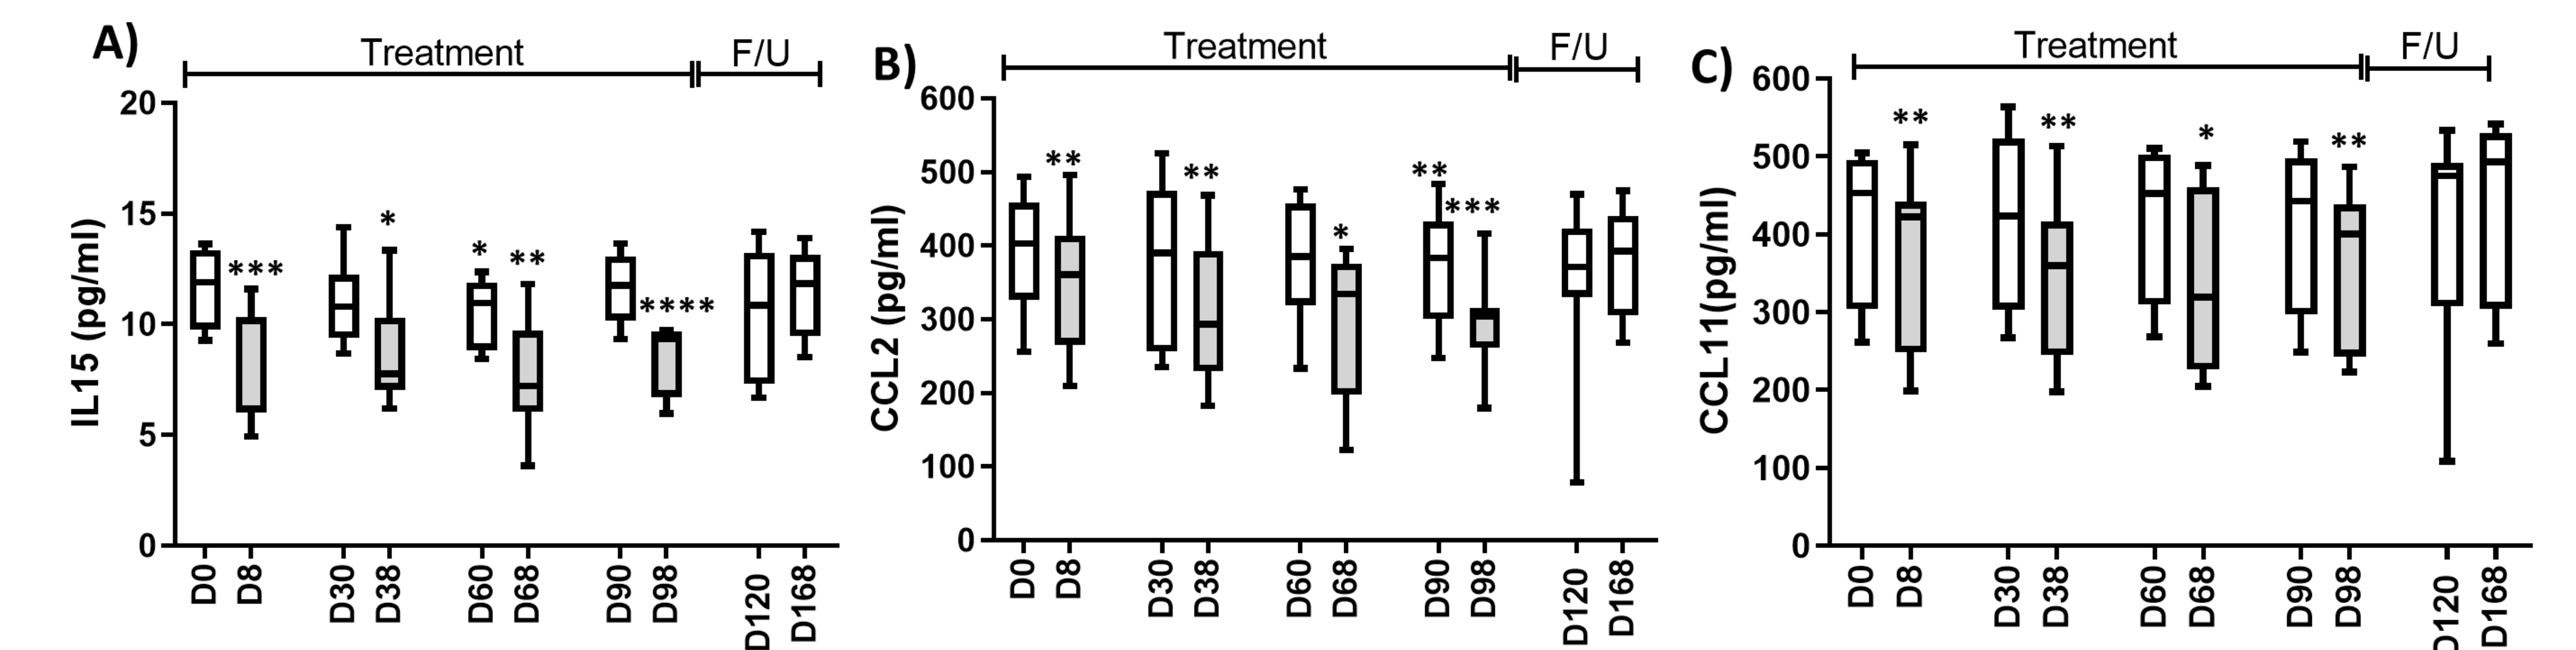 A)
Treatment
F/U
IL15 (pg/ml)
20
15
10
5
0
***
*
*
**
****
D0
D8
D30
D38
D60
D68
D90
D98
D120
D168
B)
Treatment
F/U
CCL2 (pg/ml)
600
500
400
300
200
100
0
**
**
*
**
***
D0
D8
D30
D38
D60
D68
D90
D98
D120
D168
C)
Treatment
F/U
CCL11(pg/ml)
600
500
400
300
200
100
0
**
**
*
**
D0
D8
D30
D38
D60
D68
D90
D98
D120
D168